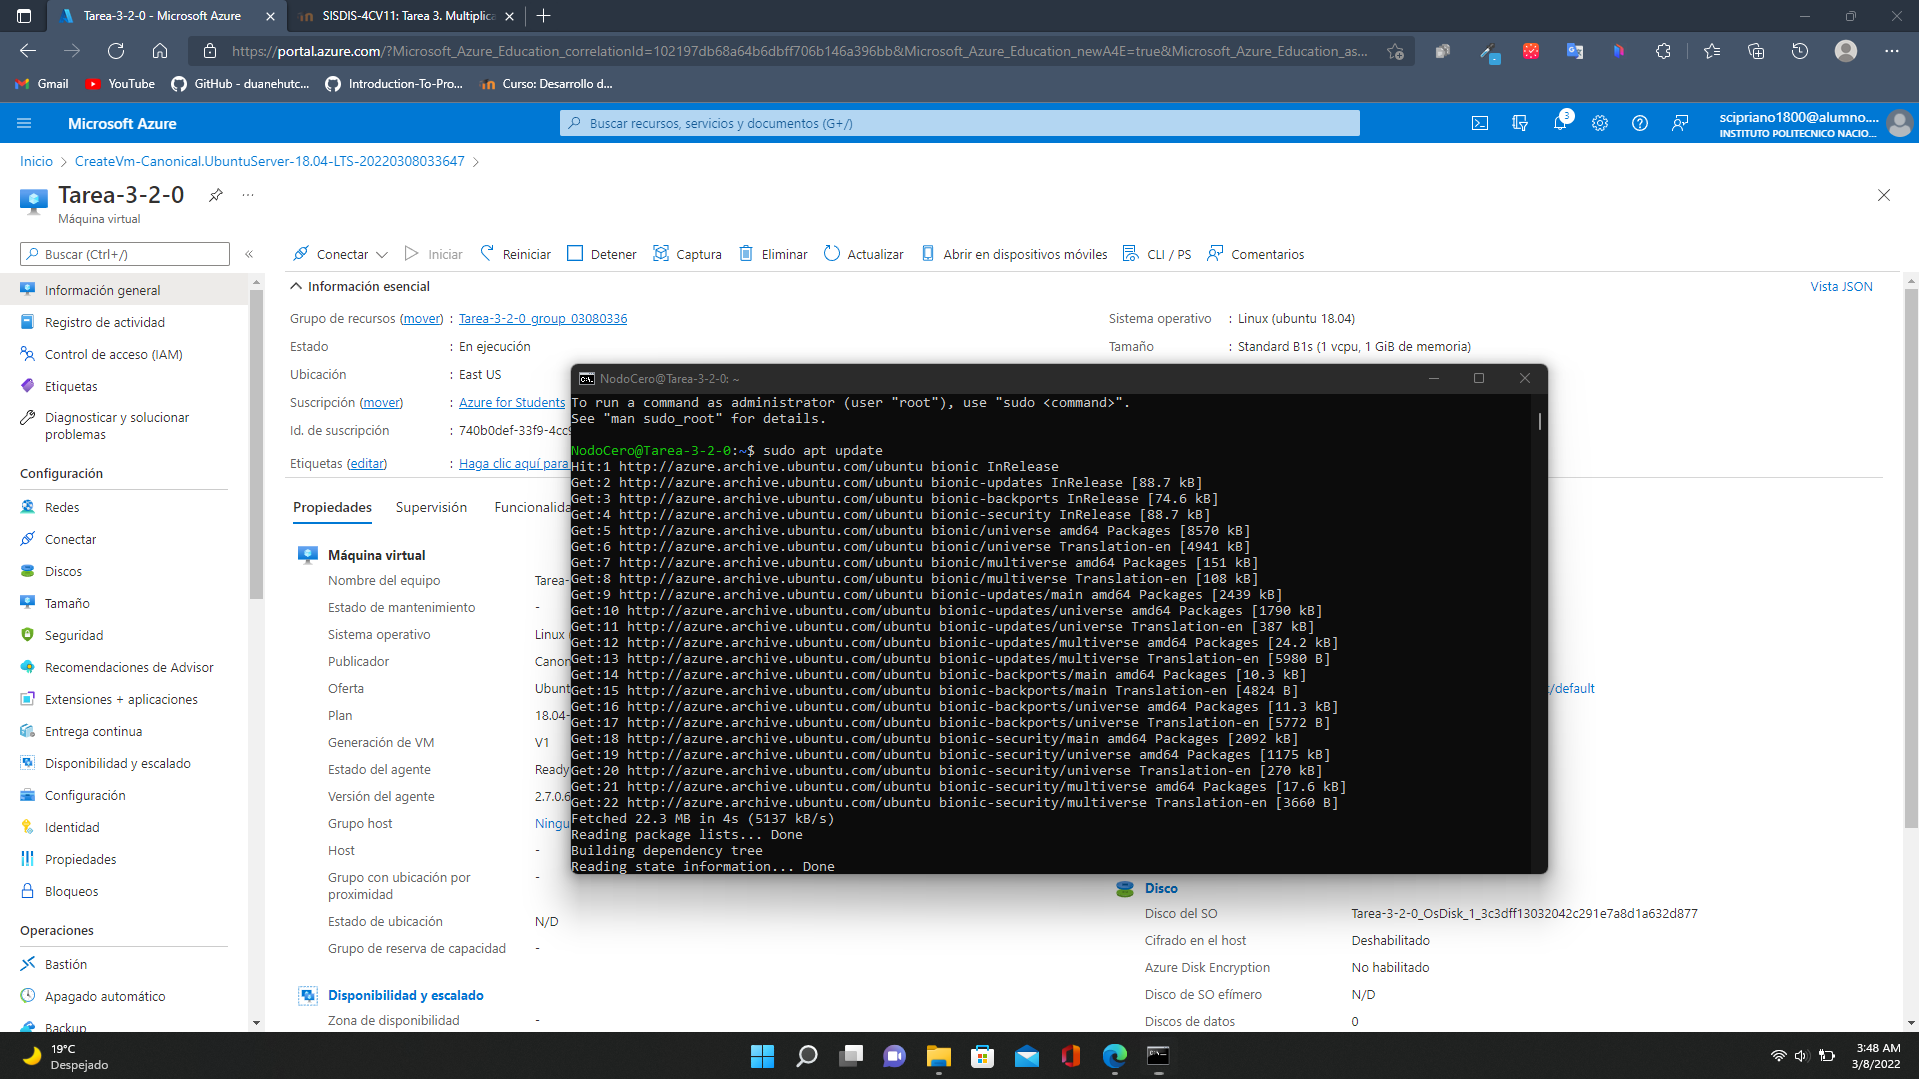 Tarea-3-2-0 - Microsoft Azure
SISDIS-4CV11: Tarea 3. Multiplica
https://portal.azure.com/?Microsoft_Azure_Education_correlationId=102197db68a64b6dbff706b146a396bb&Microsoft_Azure_Education_newA4E=true&Microsoft_Azure_Education_as...
Gmail
YouTube
GitHub - duanehutc...
Introduction-To-Pro...
Curso: Desarrollo d...
Microsoft Azure
Buscar recursos, servicios y documentos (G+/)
3
scipriano1800@alumno....
INSTITUTO POLITECNICO NACIO...
Inicio > CreateVm-Canonical.UbuntuServer-18.04-LTS-20220308033647 >
Tarea-3-2-0
Máquina virtual
Buscar (Ctrl+/)
Conectar
Iniciar
Reiniciar
Detener
Captura
Eliminar
Actualizar
Abrir en dispositivos móviles
CLI / PS
Comentarios
Información general
Registro de actividad
Control de acceso (IAM)
Etiquetas
Diagnosticar y solucionar
problemas
Configuración
Redes
Conectar
Discos
Tamaño
Seguridad
Recomendaciones de Advisor
Extensiones + aplicaciones
Entrega continua
Disponibilidad y escalado
Configuración
Identidad
Propiedades
Bloqueos
Operaciones
Bastión
Apagado automático
Backup
Información esencial
Vista JSON
Grupo de recursos (mover) : Tarea-3-2-0_group_03080336
Estado : En ejecución
Ubicación : East US
Suscripción (mover) : Azure for Students
Id. de suscripción : 740b0def-33f9-4cc9
Etiquetas (editar) : Haga clic aquí para
Sistema operativo : Linux (ubuntu 18.04)
Tamaño : Standard B1s (1 vcpu, 1 GiB de memoria)
Propiedades
Supervisión
Funcionalida
Máquina virtual
Nombre del equipo Tarea-
Estado de mantenimiento -
Sistema operativo Linux (
Publicador Canon
Oferta Ubunt
Plan 18.04-
Generación de VM V1
Estado del agente Ready
Versión del agente 2.7.0.6
Grupo host Ningu
Host -
Grupo con ubicación por
proximidad -
Estado de ubicación N/D
Grupo de reserva de capacidad -
Disponibilidad y escalado
Zona de disponibilidad -
/default
NodoCero@Tarea-3-2-0: ~
To run a command as administrator (user "root"), use "sudo <command>".
See "man sudo_root" for details.
NodoCero@Tarea-3-2-0:~$ sudo apt update
Hit:1 http://azure.archive.ubuntu.com/ubuntu bionic InRelease
Get:2 http://azure.archive.ubuntu.com/ubuntu bionic-updates InRelease [88.7 kB]
Get:3 http://azure.archive.ubuntu.com/ubuntu bionic-backports InRelease [74.6 kB]
Get:4 http://azure.archive.ubuntu.com/ubuntu bionic-security InRelease [88.7 kB]
Get:5 http://azure.archive.ubuntu.com/ubuntu bionic/universe amd64 Packages [8570 kB]
Get:6 http://azure.archive.ubuntu.com/ubuntu bionic/universe Translation-en [4941 kB]
Get:7 http://azure.archive.ubuntu.com/ubuntu bionic/multiverse amd64 Packages [151 kB]
Get:8 http://azure.archive.ubuntu.com/ubuntu bionic/multiverse Translation-en [108 kB]
Get:9 http://azure.archive.ubuntu.com/ubuntu bionic-updates/main amd64 Packages [2439 kB]
Get:10 http://azure.archive.ubuntu.com/ubuntu bionic-updates/universe amd64 Packages [1790 kB]
Get:11 http://azure.archive.ubuntu.com/ubuntu bionic-updates/universe Translation-en [387 kB]
Get:12 http://azure.archive.ubuntu.com/ubuntu bionic-updates/multiverse amd64 Packages [24.2 kB]
Get:13 http://azure.archive.ubuntu.com/ubuntu bionic-updates/multiverse Translation-en [5980 B]
Get:14 http://azure.archive.ubuntu.com/ubuntu bionic-backports/main amd64 Packages [10.3 kB]
Get:15 http://azure.archive.ubuntu.com/ubuntu bionic-backports/main Translation-en [4824 B]
Get:16 http://azure.archive.ubuntu.com/ubuntu bionic-backports/universe amd64 Packages [11.3 kB]
Get:17 http://azure.archive.ubuntu.com/ubuntu bionic-backports/universe Translation-en [5772 B]
Get:18 http://azure.archive.ubuntu.com/ubuntu bionic-security/main amd64 Packages [2092 kB]
Get:19 http://azure.archive.ubuntu.com/ubuntu bionic-security/universe amd64 Packages [1175 kB]
Get:20 http://azure.archive.ubuntu.com/ubuntu bionic-security/universe Translation-en [270 kB]
Get:21 http://azure.archive.ubuntu.com/ubuntu bionic-security/multiverse amd64 Packages [17.6 kB]
Get:22 http://azure.archive.ubuntu.com/ubuntu bionic-security/multiverse Translation-en [3660 B]
Fetched 22.3 MB in 4s (5137 kB/s)
Reading package lists... Done
Building dependency tree
Reading state information... Done
Disco
Disco del SO Tarea-3-2-0_OsDisk_1_3c3dff13032042c291e7a8d1a632d877
Cifrado en el host Deshabilitado
Azure Disk Encryption No habilitado
Disco de SO efímero N/D
Discos de datos 0
19°C
Despejado
3:48 AM
3/8/2022